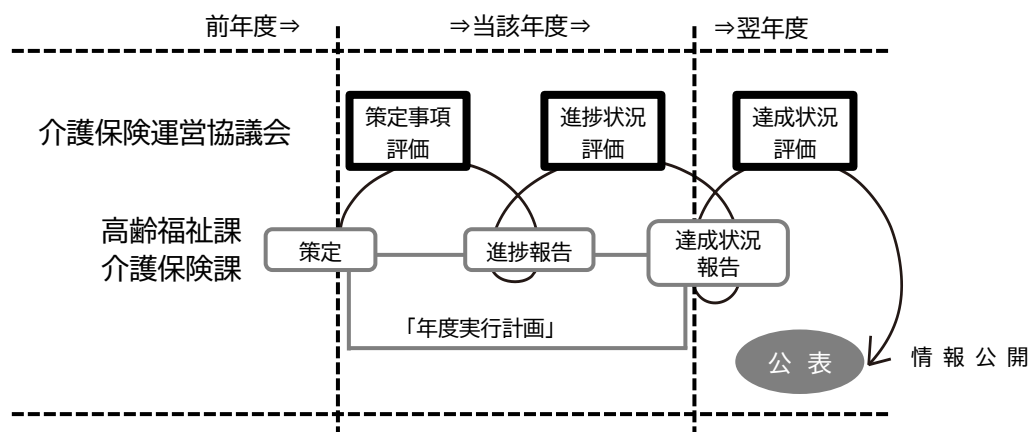 前年度⇒
⇒当該年度⇒
⇒翌年度
介護保険運営協議会
策定事項
評価
進捗状況
評価
達成状況
評価
高齢福祉課
介護保険課
策定
進捗報告
達成状況
報告
「年度実行計画」
公 表
情 報 公 開